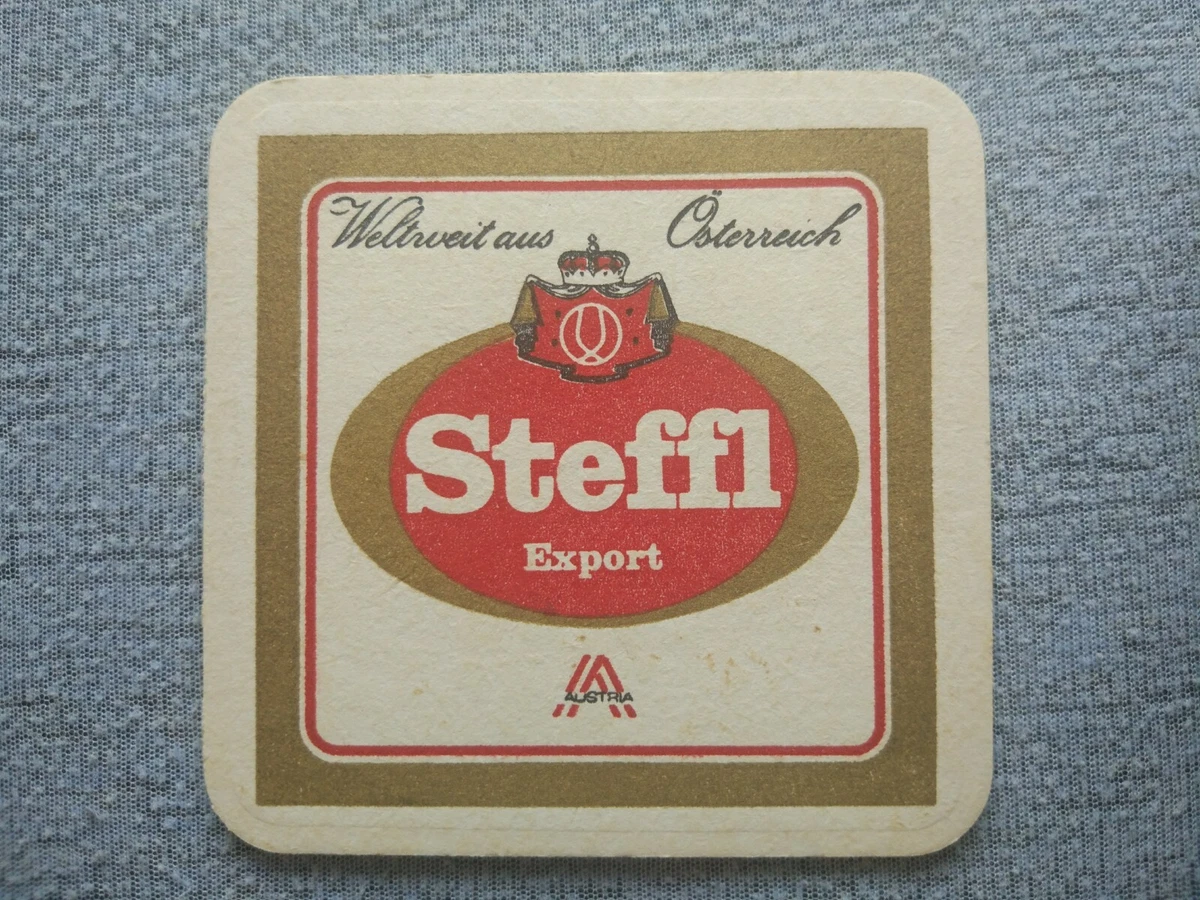 Weltweit aus Österreich
Steffl
Export
AUSTRIA